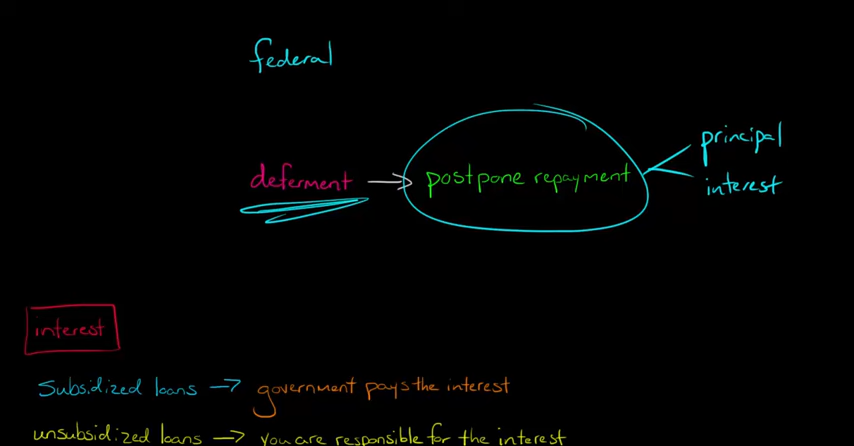 federal
principal
deferment → postpone repayment
interest
interest
Subsidized loans → government pays the interest
unsubsidized loans → you are responsible for the interest